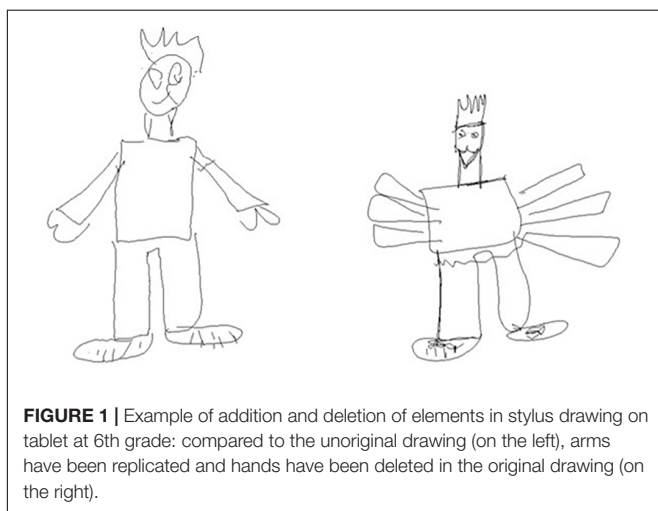 FIGURE 1 | Example of addition and deletion of elements in stylus drawing on
tablet at 6th grade: compared to the unoriginal drawing (on the left), arms
have been replicated and hands have been deleted in the original drawing (on
the right).